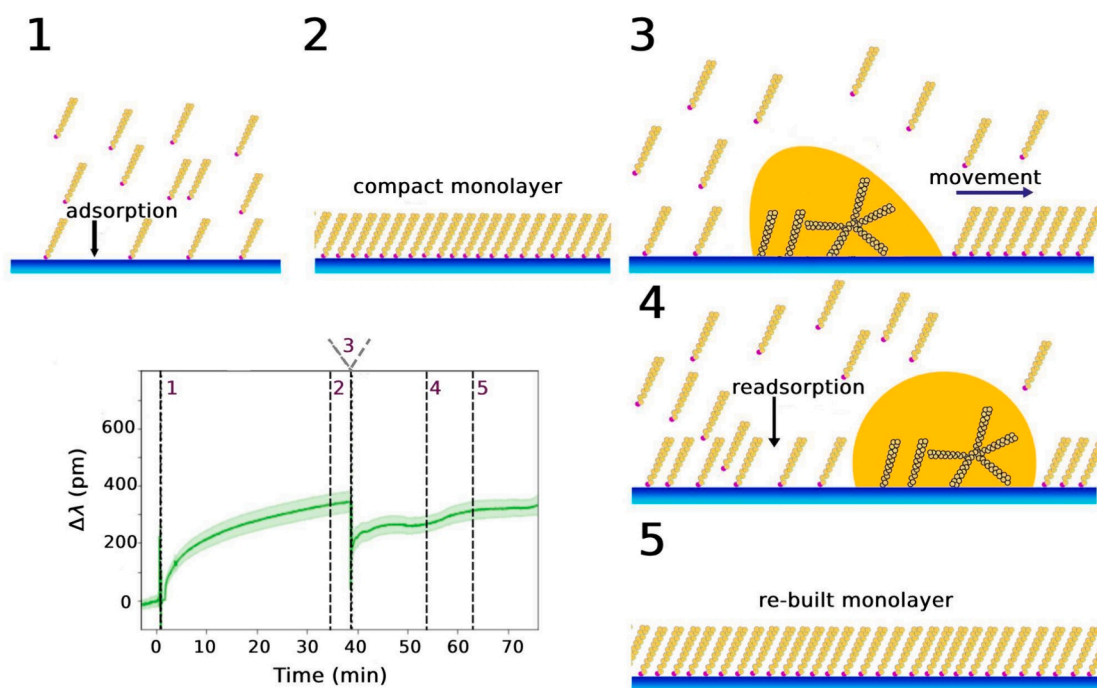 1
adsorption
2
compact monolayer
3
movement
4
readsorption
5
re-built monolayer
3
1
2
4
5
600
400
200
0
Δλ (pm)
0 10 20 30 40 50 60 70
Time (min)